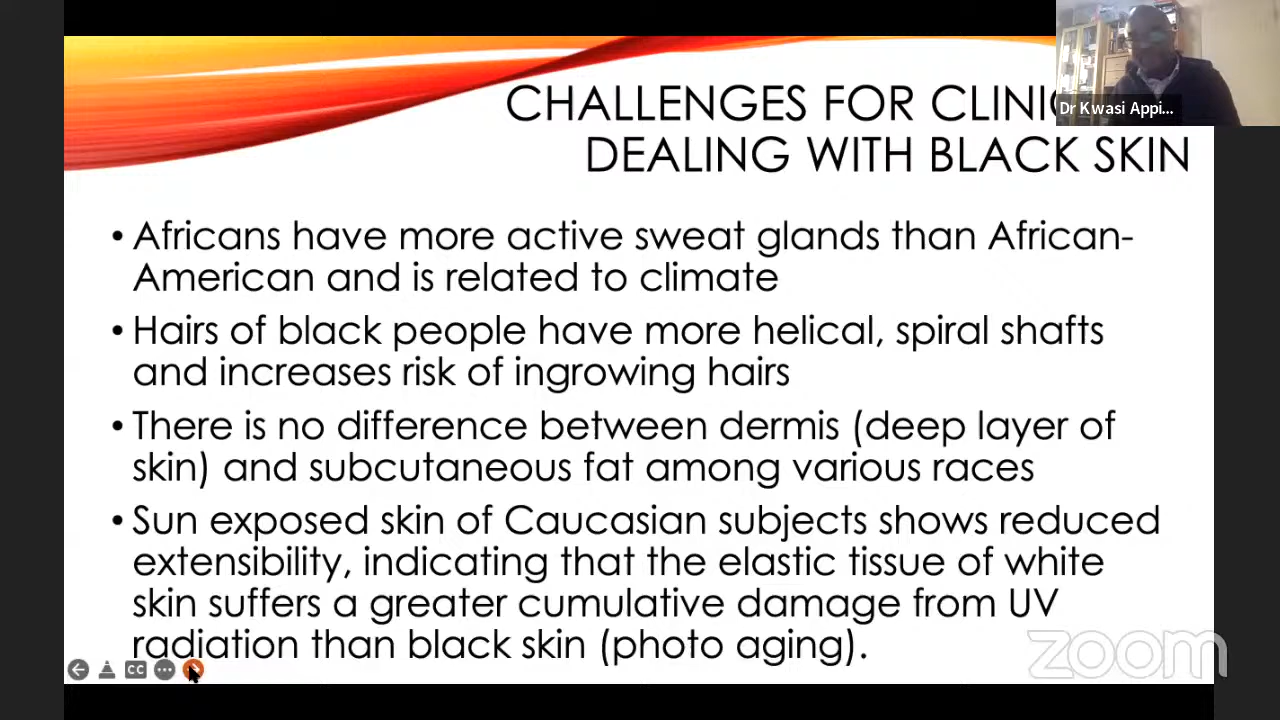 CHALLENGES FOR CLINIC
DEALING WITH BLACK SKIN
Dr Kwasi Appi...
• Africans have more active sweat glands than African-
American and is related to climate
• Hairs of black people have more helical, spiral shafts
and increases risk of ingrowing hairs
• There is no difference between dermis (deep layer of
skin) and subcutaneous fat among various races
• Sun exposed skin of Caucasian subjects shows reduced
extensibility, indicating that the elastic tissue of white
skin suffers a greater cumulative damage from UV
radiation than black skin (photo aging).
CC
zoom